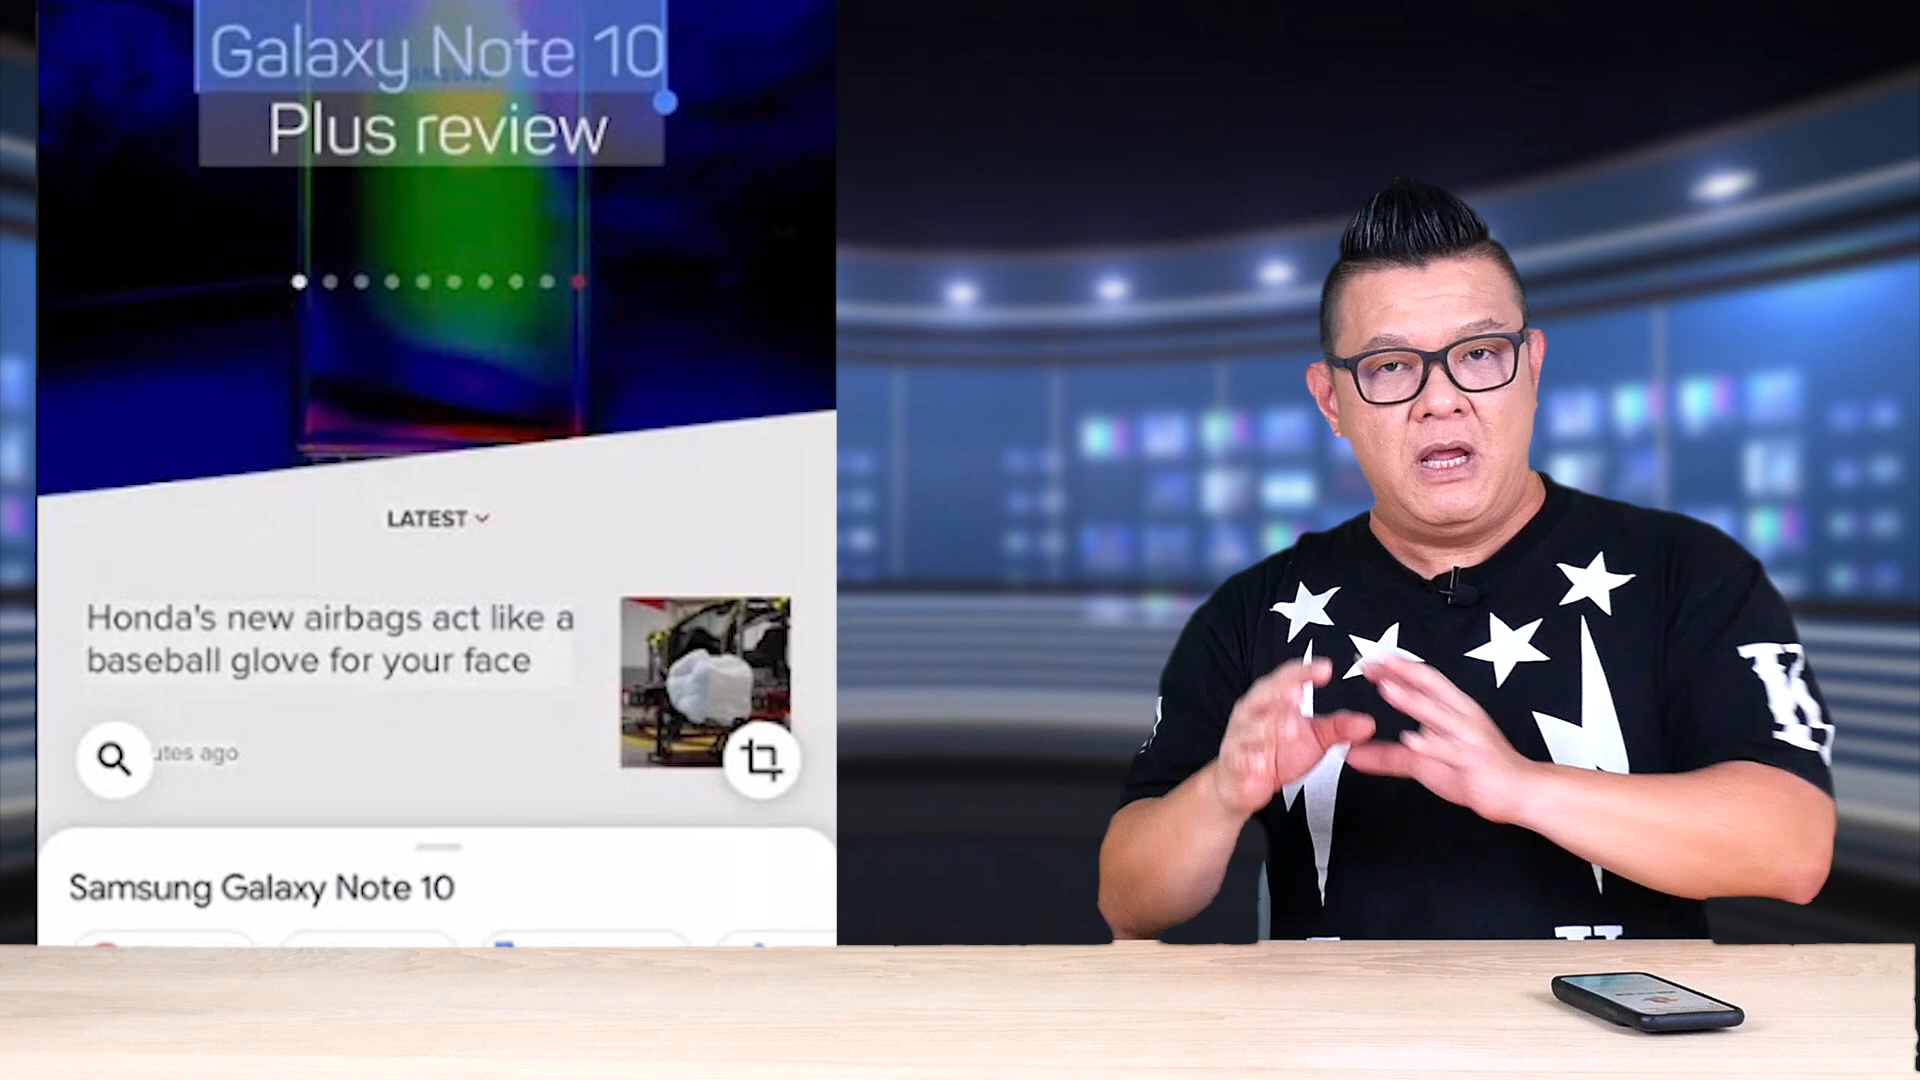 Galaxy Note 10
Plus review
LATEST
Honda's new airbags act like a
baseball glove for your face
utes ago
Samsung Galaxy Note 10
K